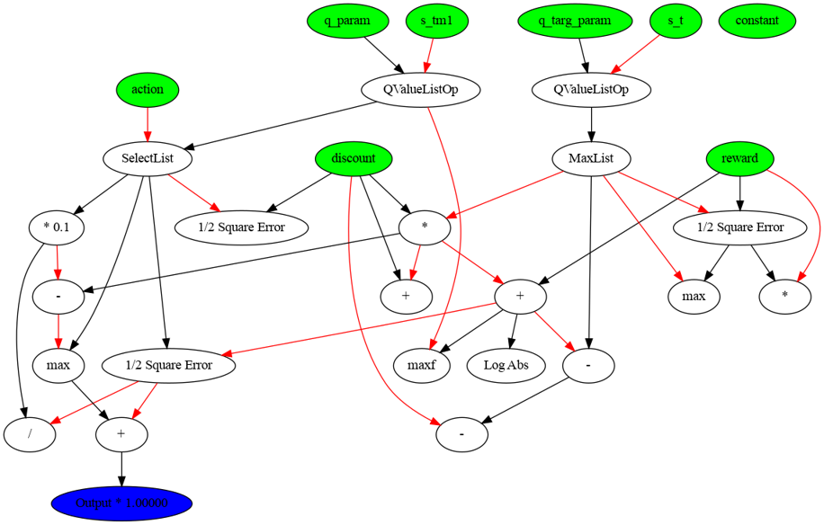 q_param
s_tm1
q_targ_param
s_t
constant
action
QValueListOp
QValueListOp
SelectList
discount
MaxList
reward
* 0.1
1/2 Square Error
*
1/2 Square Error
-
+
+
max
*
max
1/2 Square Error
maxf
Log Abs
-
/
+
-
Output * 1.00000